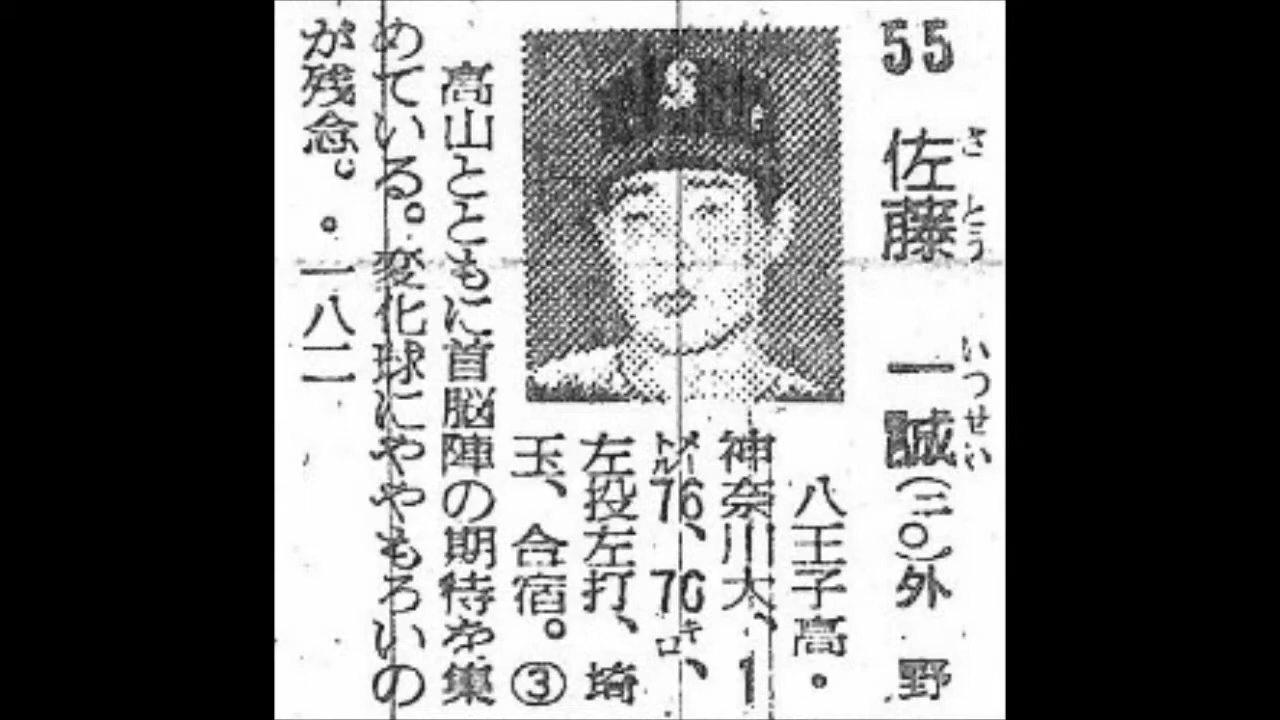 55 佐藤 一誠(二〇)外野
さとう いつせい
八王子高・
神奈川大、1
メートル76、70キロ、
左投左打、埼
玉、合宿。③
高山とともに首脳陣の期待を集
めている。変化球にややもろいの
が残念。・一八二
S